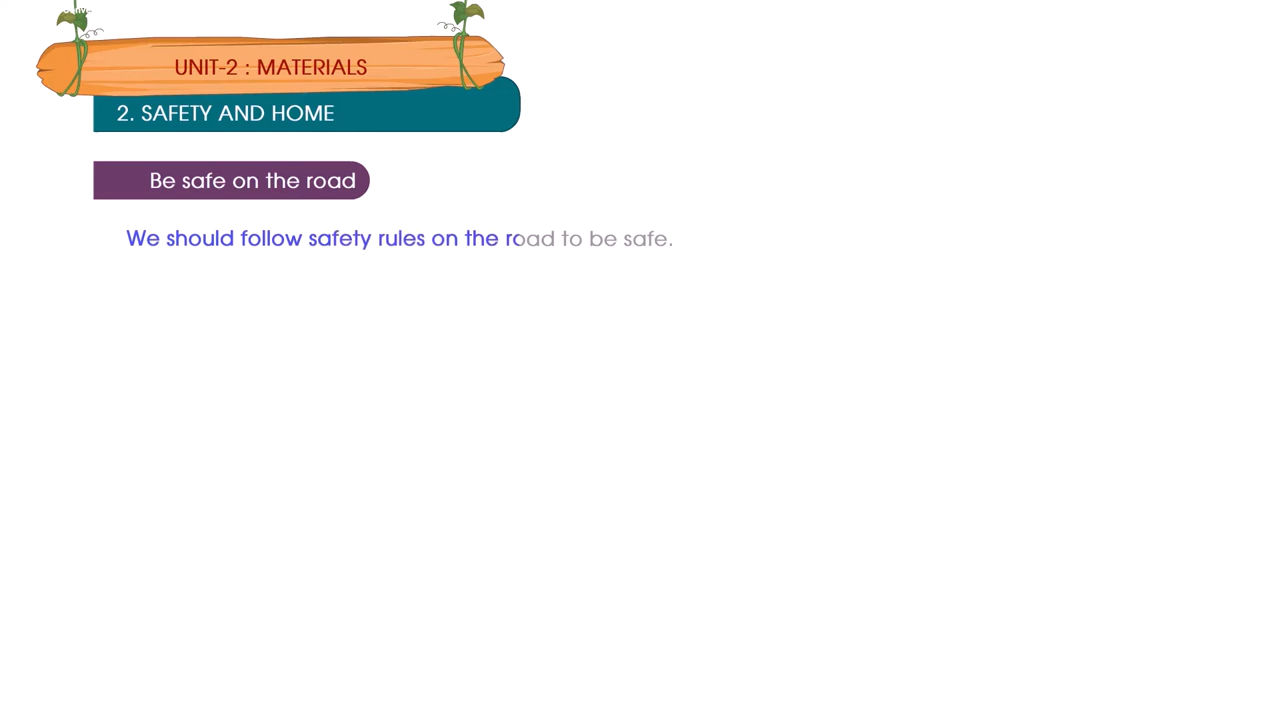 UNIT-2 : MATERIALS
2. SAFETY AND HOME
Be safe on the road
We should follow safety rules on the road to be safe.